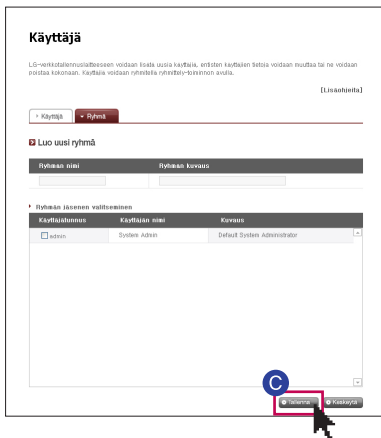 Käyttäjä
LG-verkkotallennuslaitteeseen voidaan lisätä uusia käyttäjiä, entisten käyttäjien tietoja voidaan muuttaa tai ne voidaan
poistaa kokonaan. Käyttäjiä voidaan ryhmitellä ryhmittely-toiminnon avulla.
[Lisäohjeita]
Käyttäjä Ryhmä
Luo uusi ryhmä
Ryhmän nimi Ryhmän kuvaus
Ryhmän jäsenen valitseminen
Käyttäjätunnus Käyttäjän nimi Kuvaus
admin System Admin Default System Administrator
C
Tallenna Keskeytä